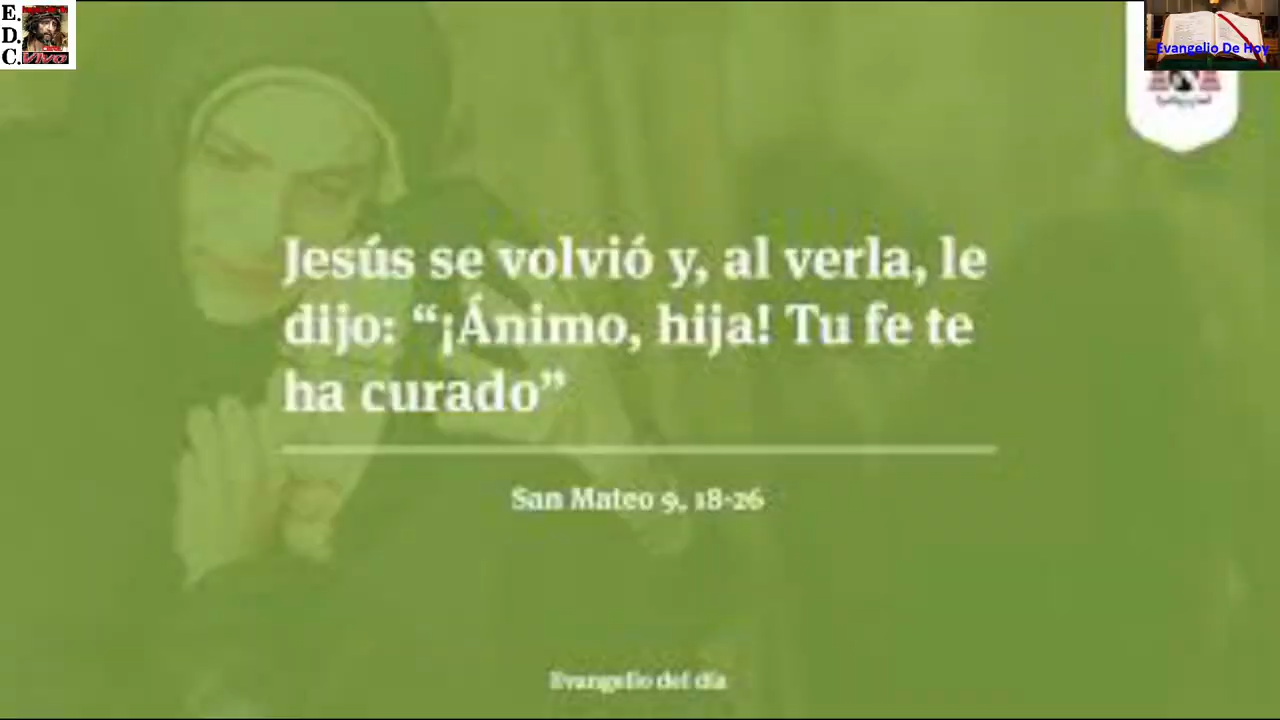 E.
D.
C. VIVO
Evangelio De Hoy
Jesús se volvió y, al verla, le
dijo: “¡Ánimo, hija! Tu fe te
ha curado”
San Mateo 9, 18-26
Evangelio del día